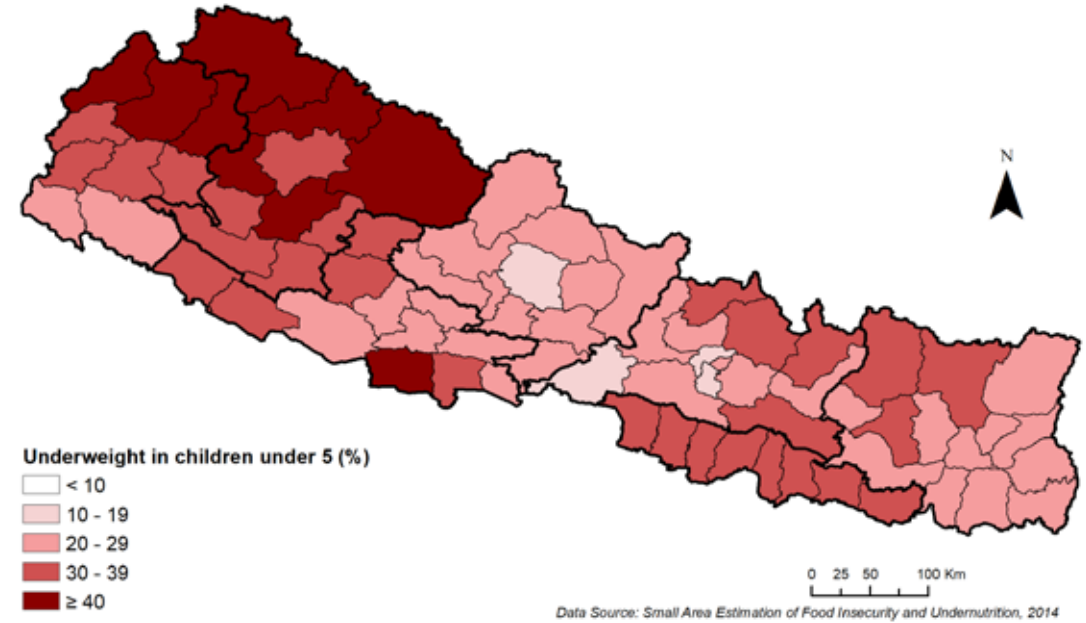 N
Underweight in children under 5 (%)
< 10
10 - 19
20 - 29
30 - 39
≥ 40
0 25 50 100 Km
Data Source: Small Area Estimation of Food Insecurity and Undernutrition, 2014